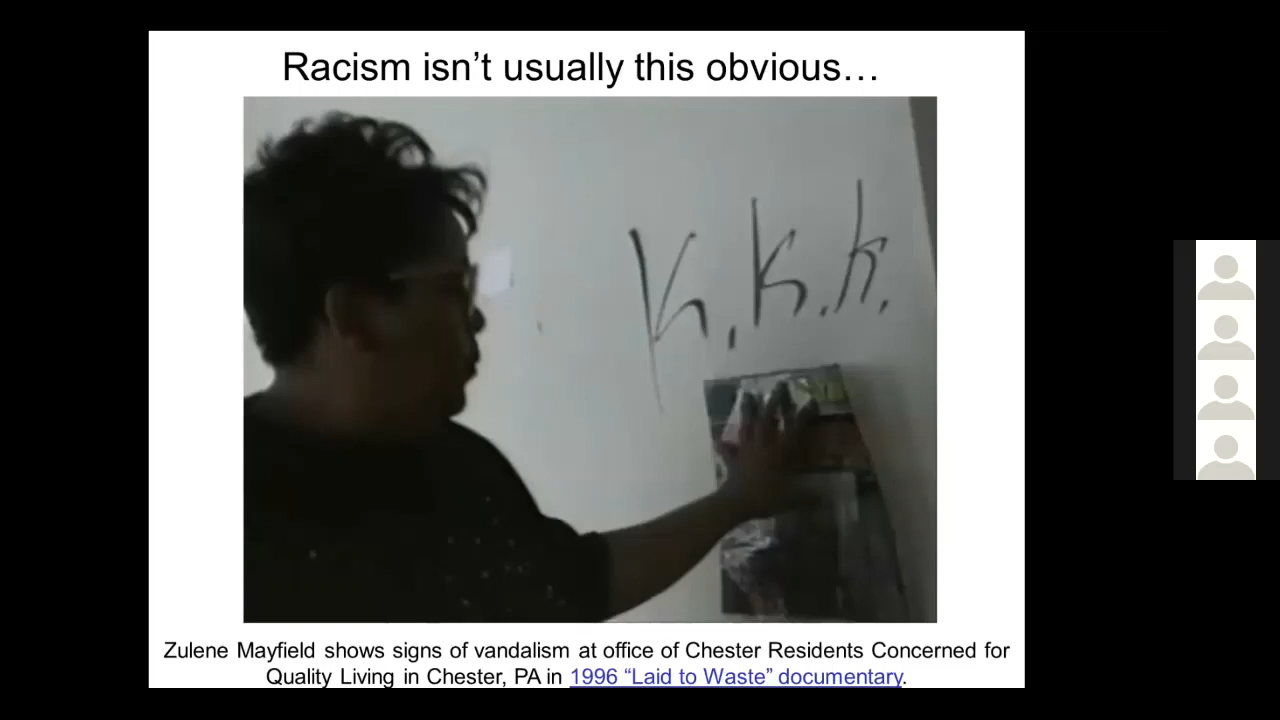 Racism isn’t usually this obvious…
K.K.K.
Zulene Mayfield shows signs of vandalism at office of Chester Residents Concerned for
Quality Living in Chester, PA in 1996 “Laid to Waste” documentary.